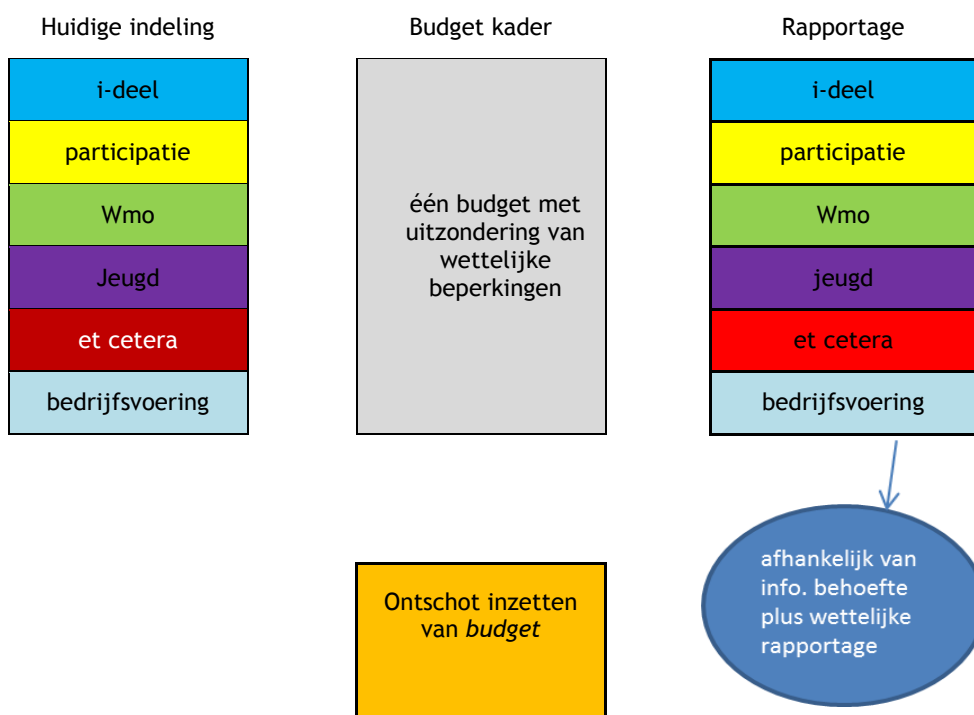 Huidige indeling
i-deel
participatie
Wmo
Jeugd
et cetera
bedrijfsvoering
Budget kader
één budget met
uitzondering van
wettelijke
beperkingen
Ontschot inzetten
van budget
Rapportage
i-deel
participatie
Wmo
jeugd
et cetera
bedrijfsvoering
afhankelijk van
info. behoefte
plus wettelijke
rapportage